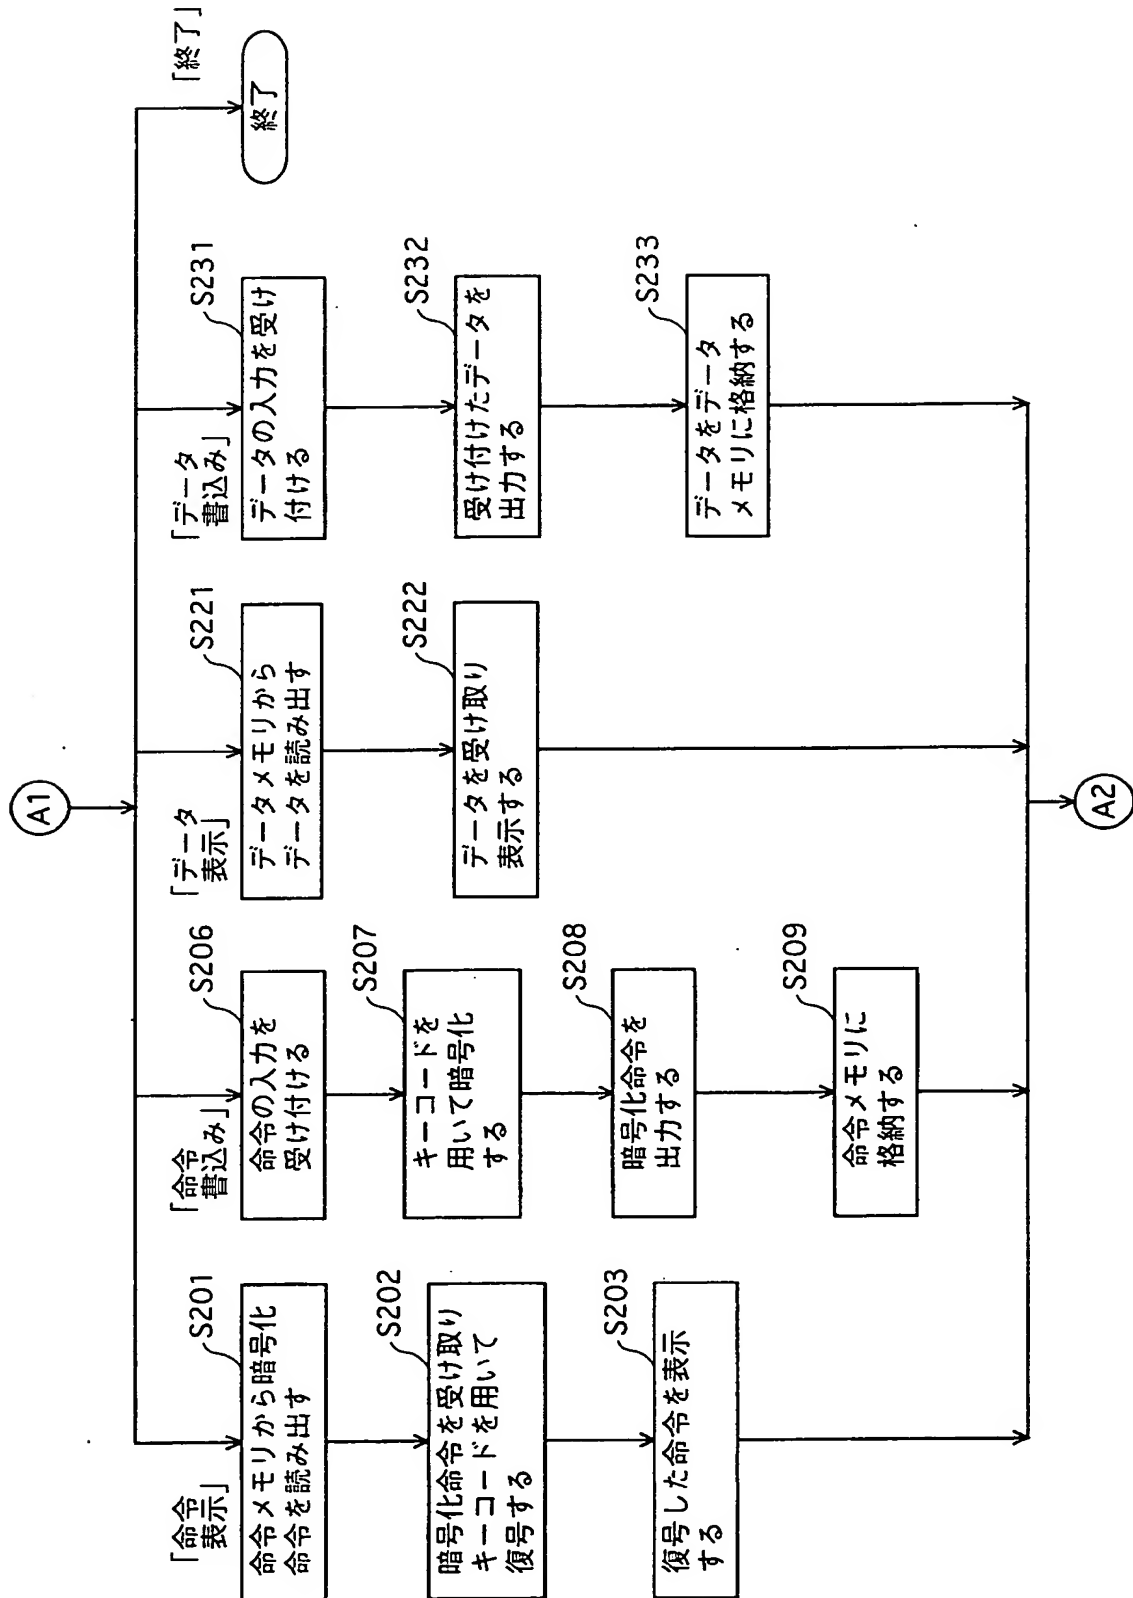 A1
「命令
表示」
S201
命令メモリから暗号化
命令を読み出す
S202
暗号化命令を受け取り
キーコードを用いて
復号する
S203
復号した命令を表示
する
「命令
書込み」
S206
命令の入力を
受け付ける
S207
キーコードを
用いて暗号化
する
S208
暗号化命令を
出力する
S209
命令メモリに
格納する
「データ
表示」
S221
データメモリから
データを読み出す
S222
データを受け取り
表示する
「データ
書込み」
S231
データの入力を受け
付ける
S232
受け付けたデータを
出力する
S233
データをデータ
メモリに格納する
「終了」
終了
A2